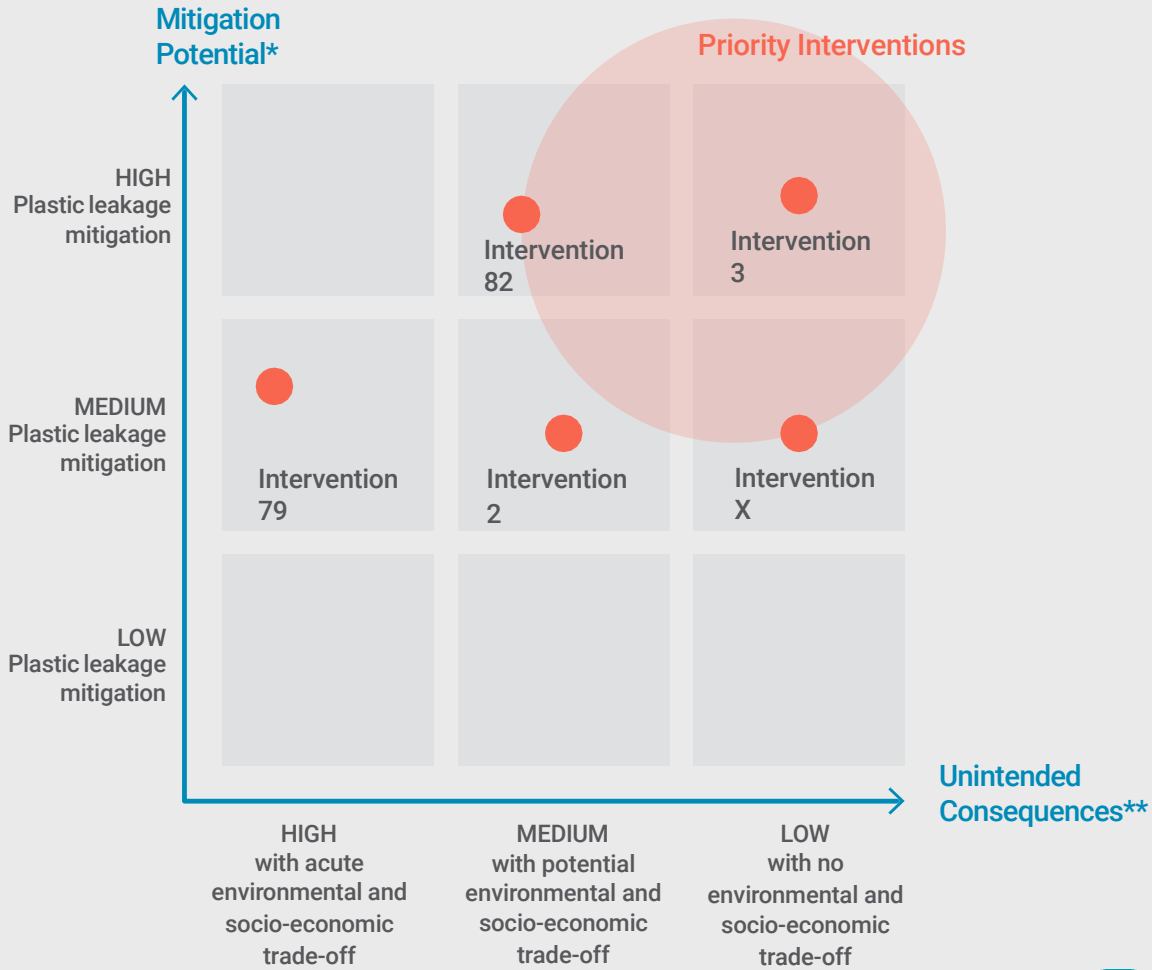 Mitigation
Potential*
Priority Interventions
HIGH
Plastic leakage
mitigation
Intervention
82
Intervention
3
MEDIUM
Plastic leakage
mitigation
Intervention
79
Intervention
2
Intervention
X
LOW
Plastic leakage
mitigation
Unintended
Consequences**
HIGH
with acute
environmental and
socio-economic
trade-off
MEDIUM
with potential
environmental and
socio-economic
trade-off
LOW
with no
environmental and
socio-economic
trade-off